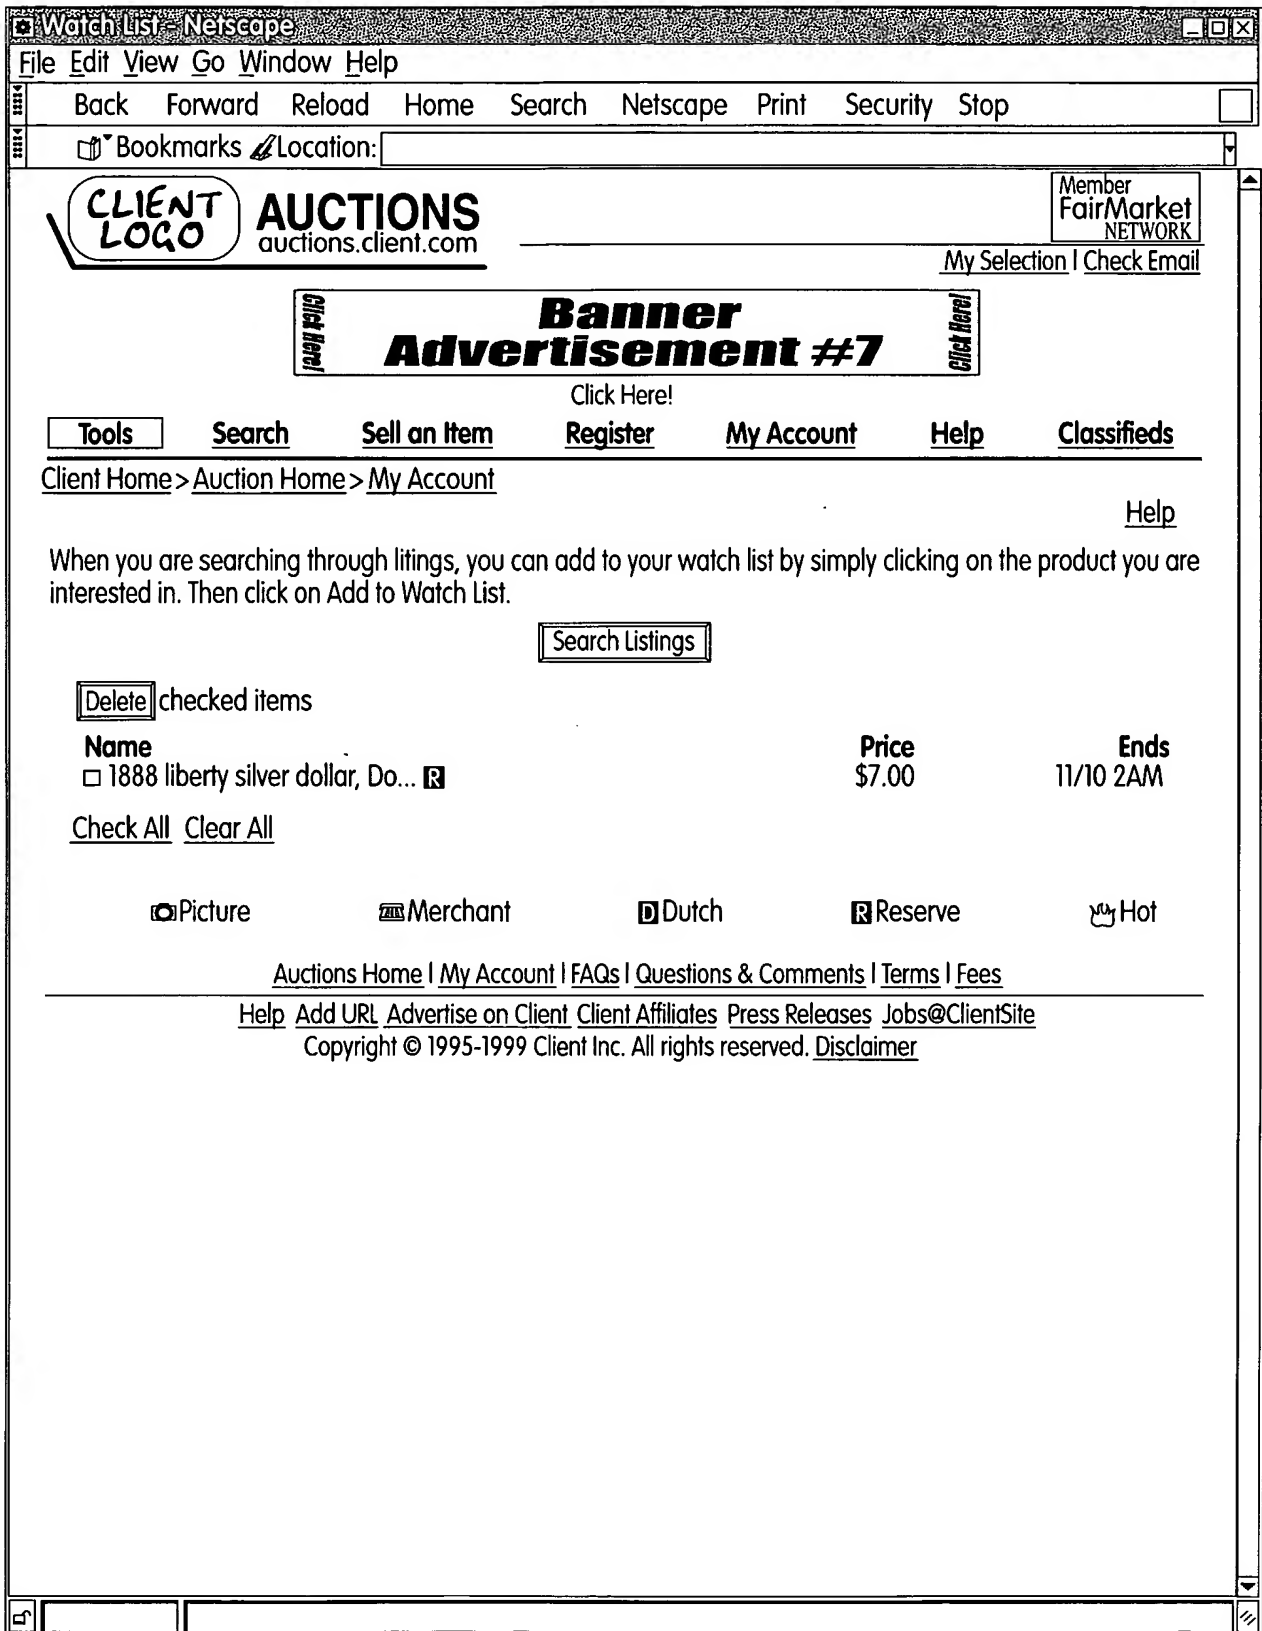 Watch List - Netscape
File Edit View Go Window Help
Back Forward Reload Home Search Netscape Print Security Stop
Bookmarks Location:
CLIENT LOGO
AUCTIONS
auctions.client.com
Member
FairMarket
NETWORK
My Selection | Check Email
Click Here!
Banner
Advertisement #7
Click Here!
Click Here!
Tools Search Sell an Item Register My Account Help Classifieds
Client Home > Auction Home > My Account
Help
When you are searching through litings, you can add to your watch list by simply clicking on the product you are
interested in. Then click on Add to Watch List.
Search Listings
Delete checked items
Name Price Ends
1888 liberty silver dollar, Do... R $7.00 11/10 2AM
Check All Clear All
Picture Merchant D Dutch R Reserve Hot
Auctions Home | My Account | FAQs | Questions & Comments | Terms | Fees
Help Add URL Advertise on Client Client Affiliates Press Releases Jobs@ClientSite
Copyright © 1995-1999 Client Inc. All rights reserved. Disclaimer